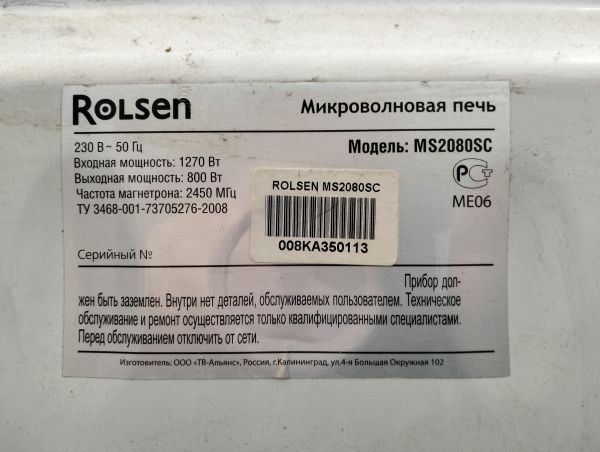 ROLSEN
Микроволновая печь
230 В ~ 50 Гц
Входная мощность: 1270 Вт
Выходная мощность: 800 Вт
Частота магнетрона: 2450 МГц
ТУ 3468-001-73705276-2008
Модель: MS2080SC
РСТ
МЕ06
ROLSEN MS2080SC
008KA350113
Серийный №
Прибор дол-
жен быть заземлен. Внутри нет деталей, обслуживаемых пользователем. Техническое
обслуживание и ремонт осуществляется только квалифицированными специалистами.
Перед обслуживанием отключить от сети.
Изготовитель: ООО «ТВ-Альянс», Россия, г.Калининград, ул.4-я Большая Окружная 102